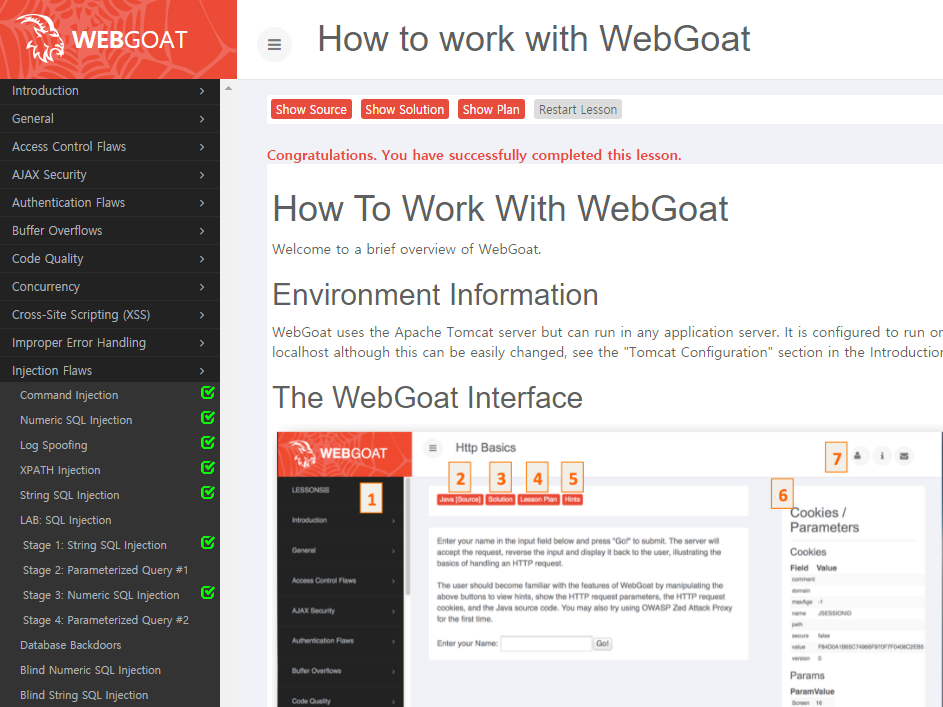 WEBGOAT
How to work with WebGoat
Introduction
General
Access Control Flaws
AJAX Security
Authentication Flaws
Buffer Overflows
Code Quality
Concurrency
Cross-Site Scripting (XSS)
Improper Error Handling
Injection Flaws
Command Injection
Numeric SQL Injection
Log Spoofing
XPATH Injection
String SQL Injection
LAB: SQL Injection
Stage 1: String SQL Injection
Stage 2: Parameterized Query #1
Stage 3: Numeric SQL Injection
Stage 4: Parameterized Query #2
Database Backdoors
Blind Numeric SQL Injection
Blind String SQL Injection
Show Source Show Solution Show Plan Restart Lesson
Congratulations. You have successfully completed this lesson.
How To Work With WebGoat
Welcome to a brief overview of WebGoat.
Environment Information
WebGoat uses the Apache Tomcat server but can run in any application server. It is configured to run on
localhost although this can be easily changed, see the "Tomcat Configuration" section in the Introduction
The WebGoat Interface
WEBGOAT
Http Basics
1
2
3
4
5
6
7
LESSONS
Introduction
General
Access Control Flaws
AJAX Security
Authentication Flaws
Buffer Overflows
Code Quality
Java [Source] Solution Lesson Plan Hints
Enter your name in the input field below and press "Go!" to submit. The server will
accept the request, reverse the input and display it back to the user, illustrating the
basics of handling an HTTP request.
The user should become familiar with the features of WebGoat by manipulating the
above buttons to view hints, show the HTTP request parameters, the HTTP request
cookies, and the Java source code. You may also try using OWASP Zed Attack Proxy
for the first time.
Enter your Name: Go!
Cookies /
Parameters
Cookies
Field Value
comment
domain
maxAge -1
name JSESSIONID
path
secure false
value
version 0
Params
ParamValue
Screen 16